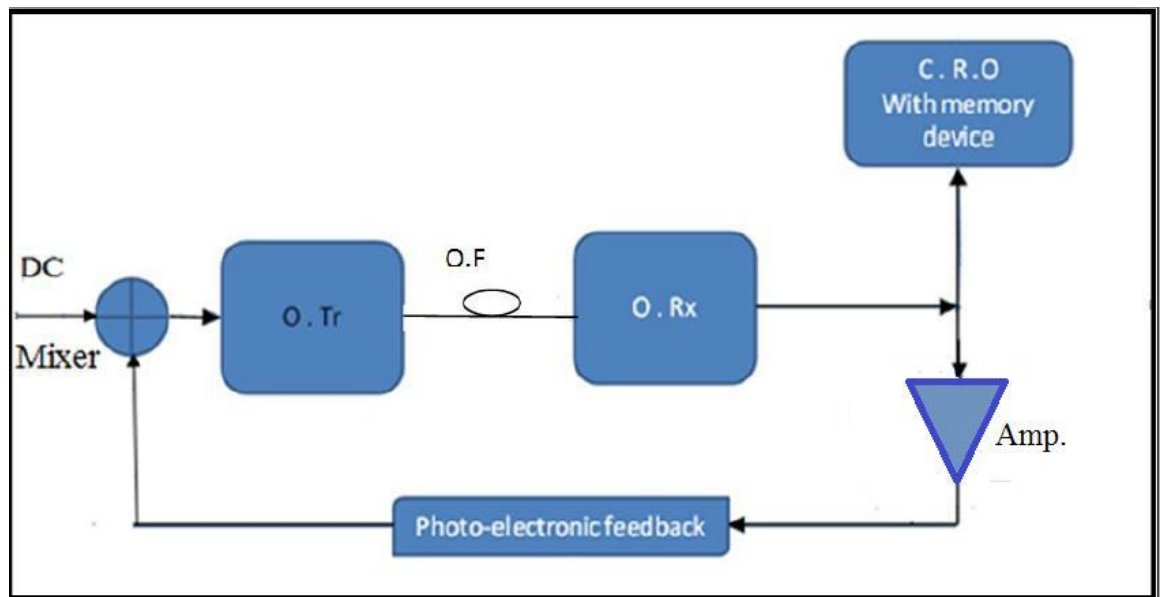 C . R .O
With memory
device
DC
Mixer
O . Tr
O.F
O . Rx
Amp.
Photo-electronic feedback